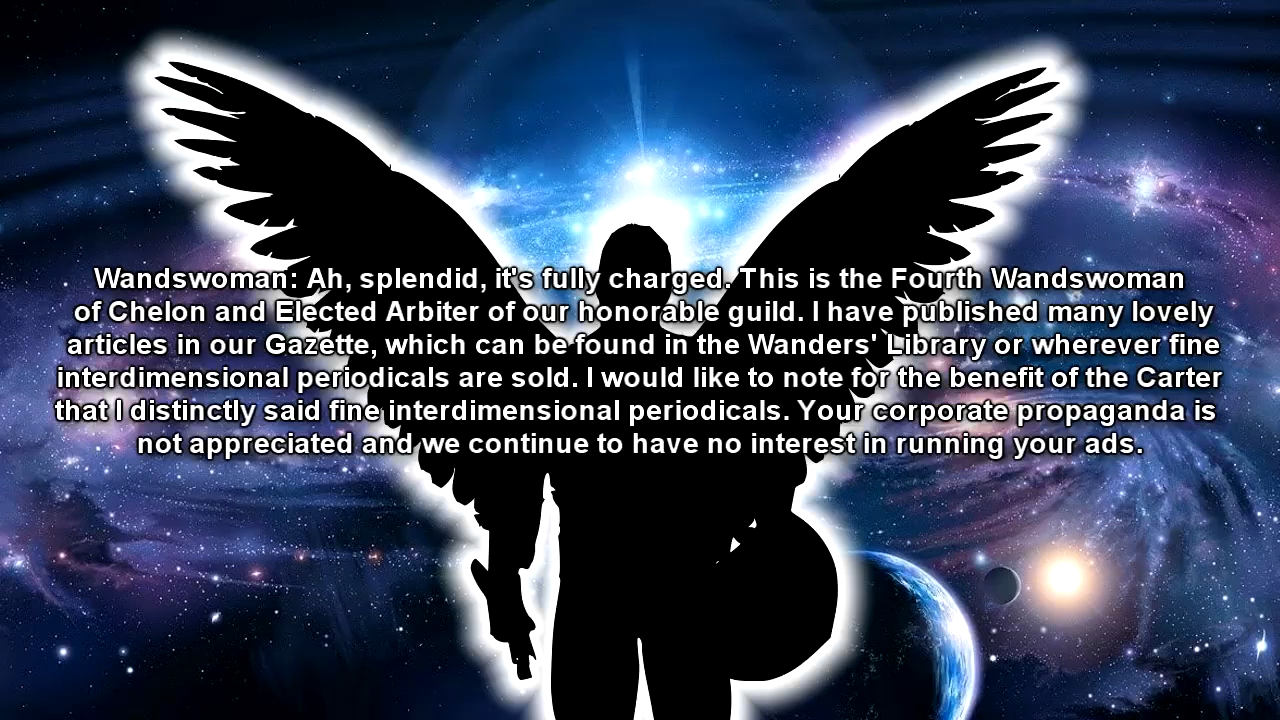 Wandswoman: Ah, splendid, it's fully charged. This is the Fourth Wandswoman
of Chelon and Elected Arbiter of our honorable guild. I have published many lovely
articles in our Gazette, which can be found in the Wanders' Library or wherever fine
interdimensional periodicals are sold. I would like to note for the benefit of the Carter
that I distinctly said fine interdimensional periodicals. Your corporate propaganda is
not appreciated and we continue to have no interest in running your ads.